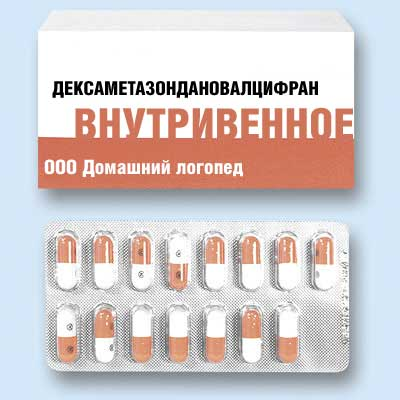 ДЕКСАМЕТАЗОНДАНОВАЛЦИФРАН
ВНУТРИВЕННОЕ
ООО Домашний логопед